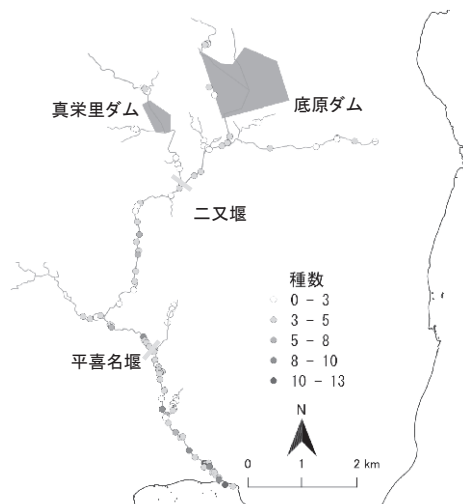 真栄里ダム
底原ダム
二又堰
平喜名堰
種数
0 - 3
3 - 5
5 - 8
8 - 10
10 - 13
N
0 1 2 km